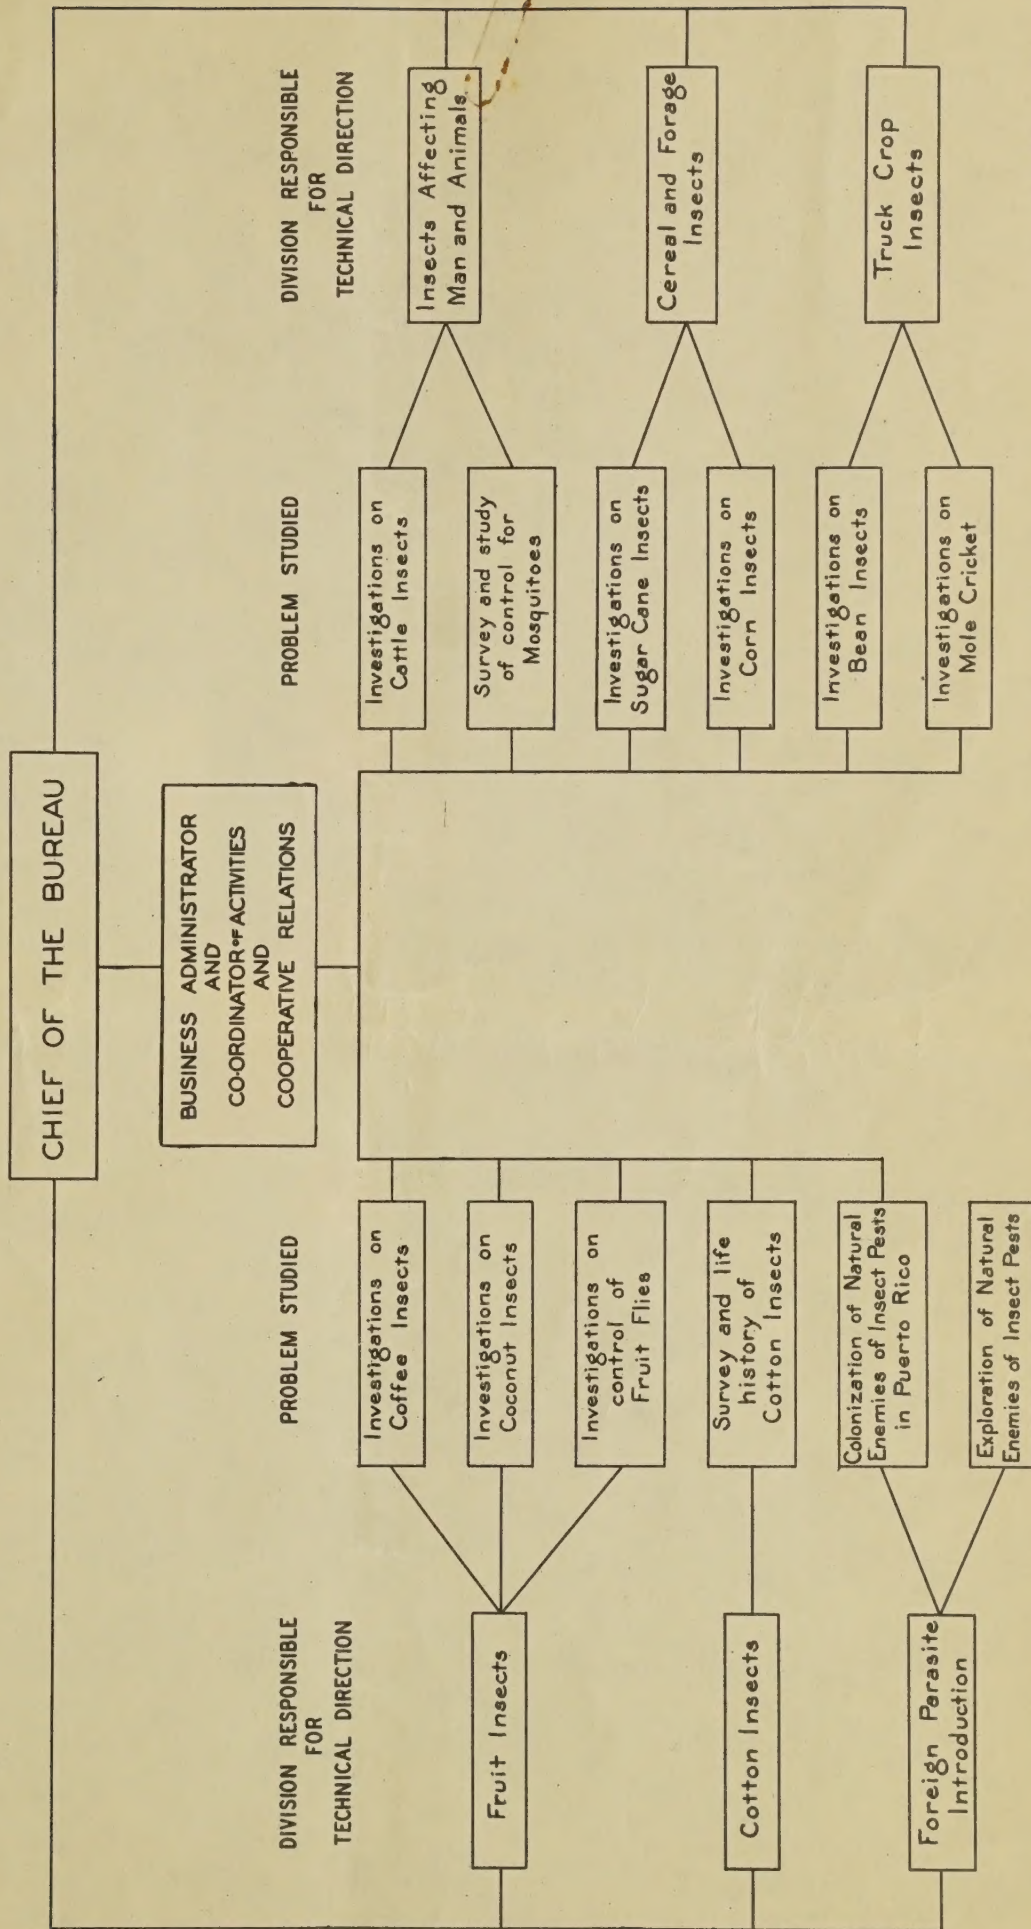 CHIEF OF THE BUREAU
BUSINESS ADMINISTRATOR
AND
CO-ORDINATOR OF ACTIVITIES
AND
COOPERATIVE RELATIONS
DIVISION RESPONSIBLE
FOR
TECHNICAL DIRECTION
PROBLEM STUDIED
PROBLEM STUDIED
DIVISION RESPONSIBLE
FOR
TECHNICAL DIRECTION
Fruit Insects
Investigations on
Coffee Insects
Investigations on
Coconut Insects
Investigations on
control of
Fruit Flies
Cotton Insects
Survey and life
history of
Cotton Insects
Foreign Parasite
Introduction
Colonization of Natural
Enemies of Insect Pests
in Puerto Rico
Exploration of Natural
Enemies of Insect Pests
Investigations on
Cattle Insects
Survey and study
of control for
Mosquitoes
Insects Affecting
Man and Animals
Investigations on
Sugar Cane Insects
Investigations on
Corn Insects
Cereal and Forage
Insects
Investigations on
Bean Insects
Investigations on
Mole Cricket
Truck Crop
Insects